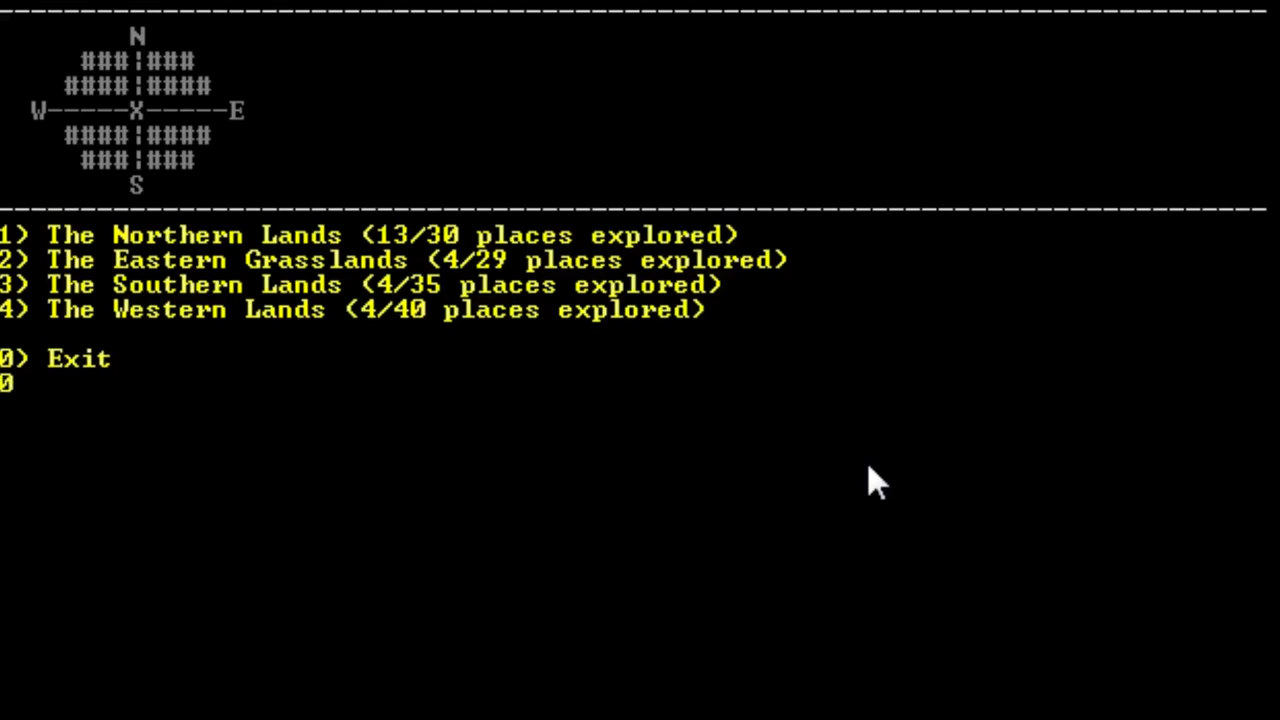 --------------------------------------------------------------------------------
N
###¦###
####¦####
W-----X-----E
####¦####
###¦###
S
--------------------------------------------------------------------------------
1) The Northern Lands (13/30 places explored)
2) The Eastern Grasslands (4/29 places explored)
3) The Southern Lands (4/35 places explored)
4) The Western Lands (4/40 places explored)
0) Exit
0